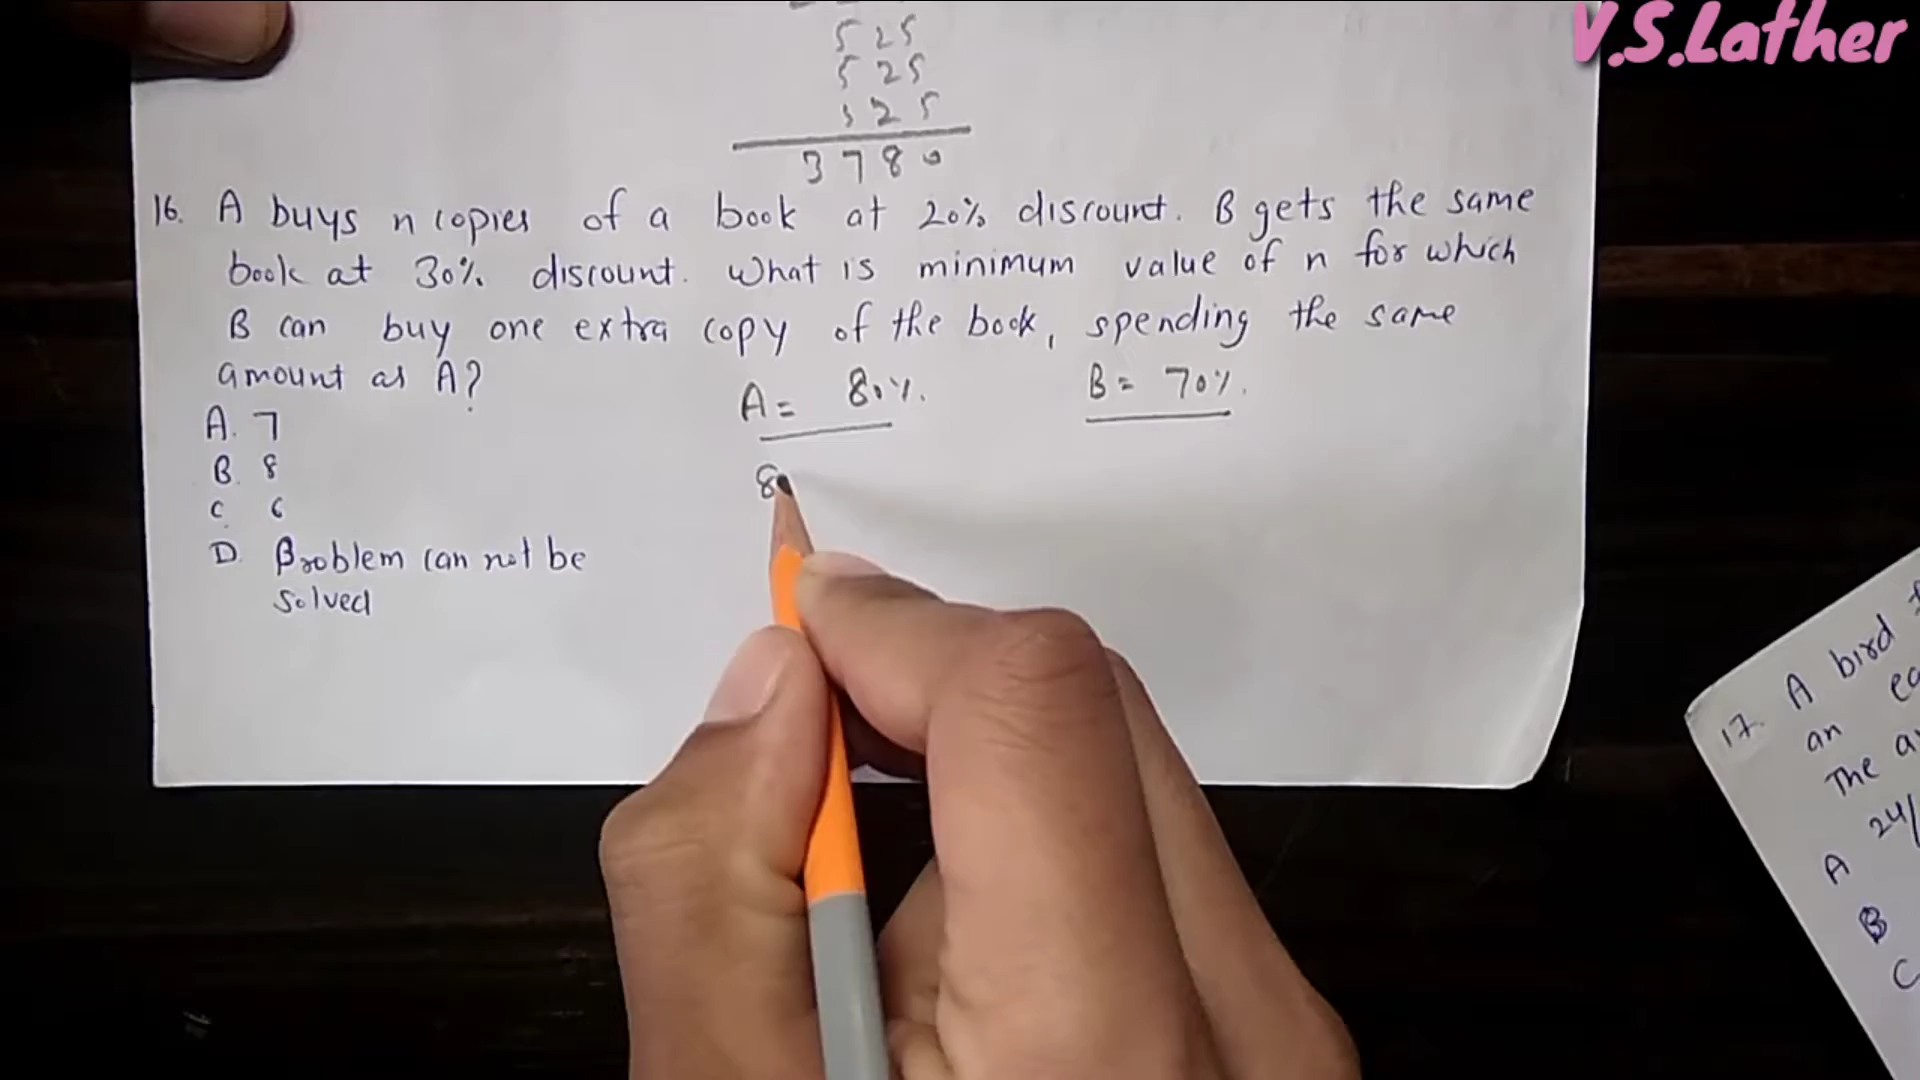 V.S.Lather
525
525
525
3780
16. A buys n copies of a book at 20% discount. B gets the same
book at 30% discount. What is minimum value of n for which
B can buy one extra copy of the book, spending the same
amount as A?
A = 80%.
B = 70%.
A. 7
B. 8
C. 6
D. Problem can not be
solved
8
17. A bird
an
The
24/
A
B
C